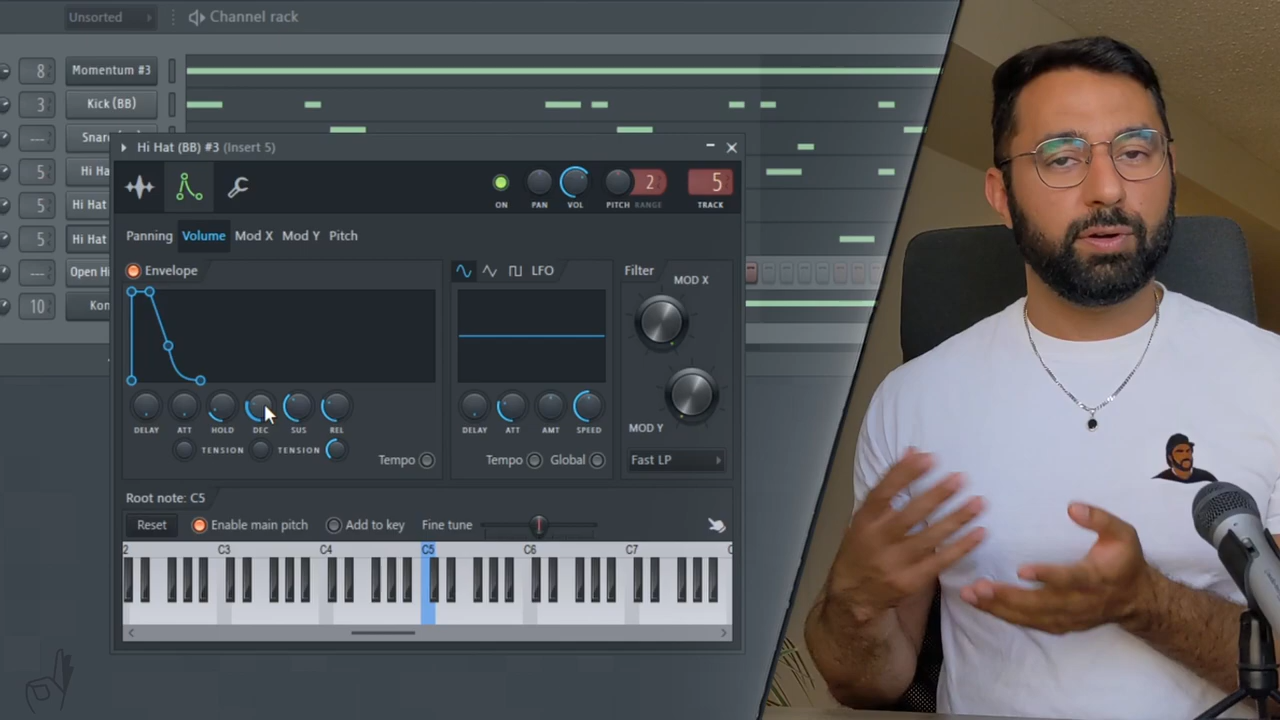 Unsorted
Channel rack
8 Momentum #3
3 Kick (BB)
--- Snar
5 Hi Ha
5 Hi Hat
5 Hi Hat
--- Open Hi
10 Kon
Hi Hat (BB) #3 (Insert 5)
2
5
ON PAN VOL PITCH RANGE TRACK
Panning Volume Mod X Mod Y Pitch
Envelope
LFO
Filter
MOD X
DELAY ATT HOLD DEC SUS REL
DELAY ATT AMT SPEED
MOD Y
TENSION TENSION
Tempo
Tempo Global
Fast LP
Root note: C5
Reset Enable main pitch Add to key Fine tune
2 C3 C4 C5 C6 C7